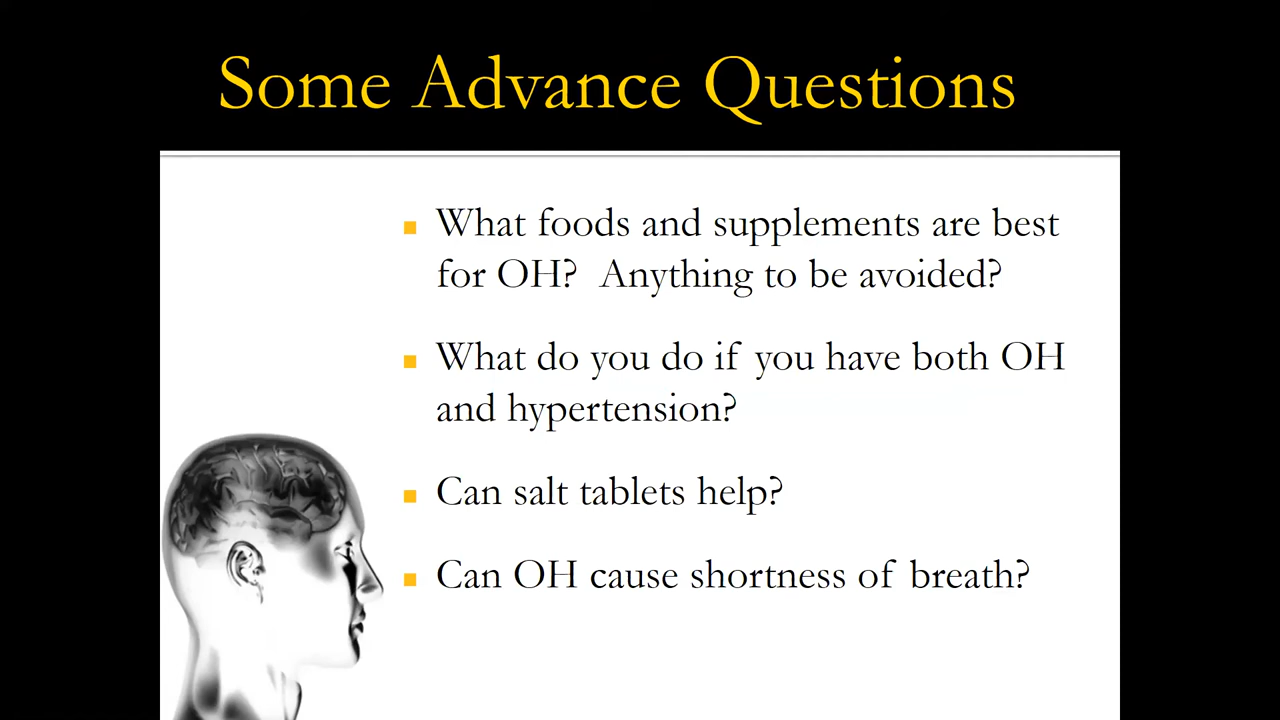 Some Advance Questions
What foods and supplements are best
for OH?  Anything to be avoided?
What do you do if you have both OH
and hypertension?
Can salt tablets help?
Can OH cause shortness of breath?